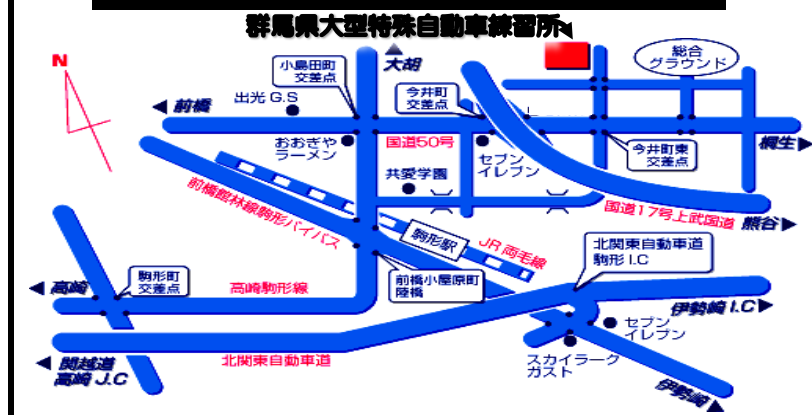 群馬県大型特殊自動車練習所
N
大胡
小島田町
交差点
総合
グラウンド
出光 G.S
今井町
交差点
前橋
おおぎや
ラーメン
国道50号
セブン
イレブン
今井町東
交差点
桐生
共愛学園
前橋館林線駒形バイパス
国道17号上武国道
熊谷
駒形駅
JR 両毛線
北関東自動車道
駒形 I.C
駒形町
交差点
高崎
高崎駒形線
前橋小屋原町
陸橋
伊勢崎 I.C
セブン
イレブン
関越道
高崎 J.C
北関東自動車道
スカイラーク
ガスト
伊勢崎